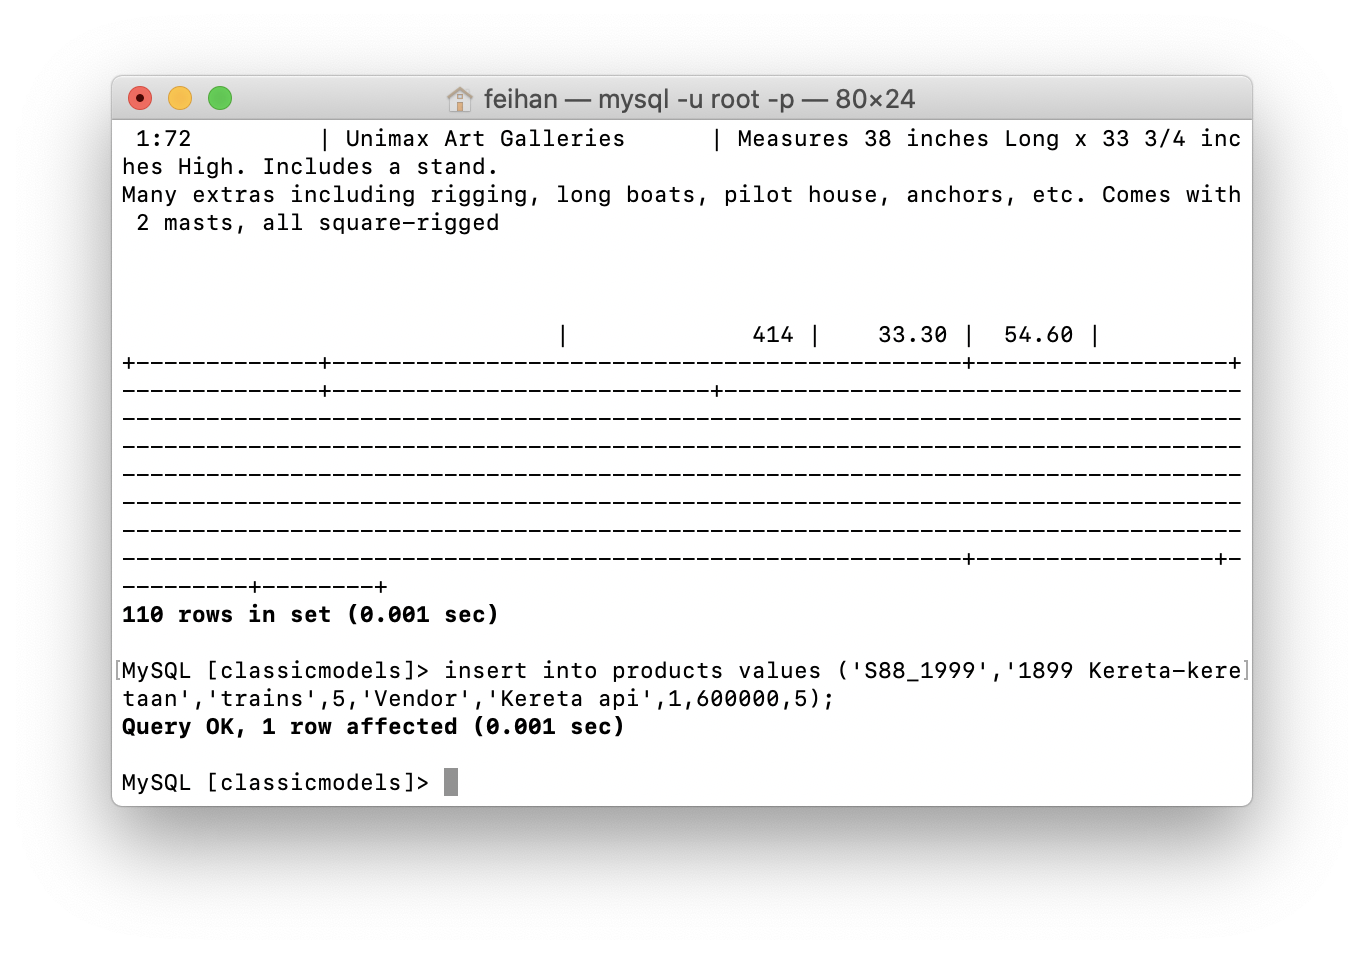 feihan — mysql -u root -p — 80×24
1:72         | Unimax Art Galleries      | Measures 38 inches Long x 33 3/4 inc
hes High. Includes a stand.
Many extras including rigging, long boats, pilot house, anchors, etc. Comes with
 2 masts, all square-rigged
|             414 |    33.30 |  54.60 |
+-------------+---------------------------------------------+------------------+
--------------+---------------------------+-------------------------------------
--------------------------------------------------------------------------------
--------------------------------------------------------------------------------
--------------------------------------------------------------------------------
--------------------------------------------------------------------------------
--------------------------------------------------------------------------------
------------------------------------------------------------+-----------------+-
---------+--------+
110 rows in set (0.001 sec)
[MySQL [classicmodels]> insert into products values ('S88_1999','1899 Kereta-kere]
taan','trains',5,'Vendor','Kereta api',1,600000,5);
Query OK, 1 row affected (0.001 sec)
MySQL [classicmodels]>